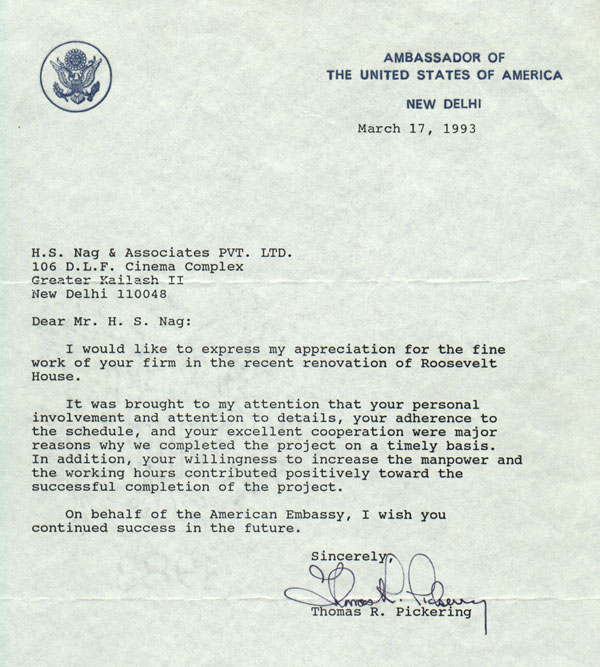 AMBASSADOR OF
THE UNITED STATES OF AMERICA
NEW DELHI
March 17, 1993
H.S. Nag & Associates PVT. LTD.
106 D.L.F. Cinema Complex
Greater Kailash II
New Delhi 110048
Dear Mr. H. S. Nag:
I would like to express my appreciation for the fine
work of your firm in the recent renovation of Roosevelt
House.
It was brought to my attention that your personal
involvement and attention to details, your adherence to
the schedule, and your excellent cooperation were major
reasons why we completed the project on a timely basis.
In addition, your willingness to increase the manpower and
the working hours contributed positively toward the
successful completion of the project.
On behalf of the American Embassy, I wish you
continued success in the future.
Sincerely,
Thomas R. Pickering
Thomas R. Pickering